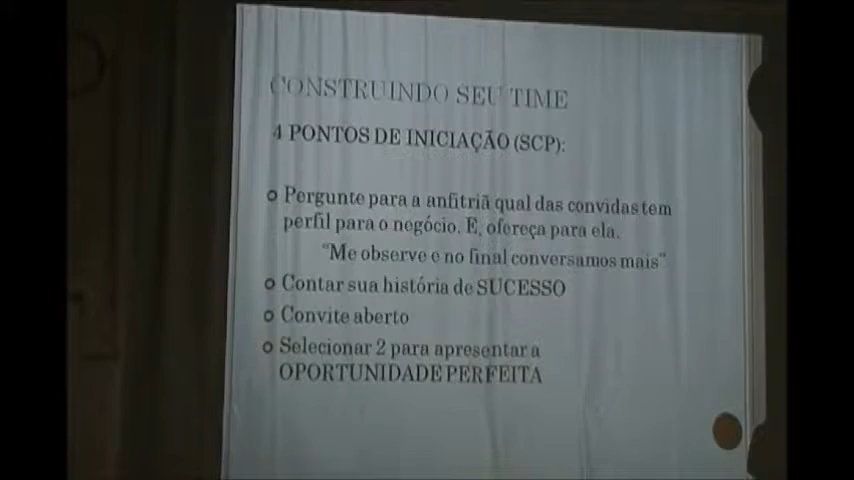 CONSTRUINDO SEU TIME
4 PONTOS DE INICIAÇÃO (SCP):
Pergunte para a anfitriã qual das convidas tem
perfil para o negócio. E, ofereça para ela.
"Me observe e no final conversamos mais"
Contar sua história de SUCESSO
Convite aberto
Selecionar 2 para apresentar a
OPORTUNIDADE PERFEITA